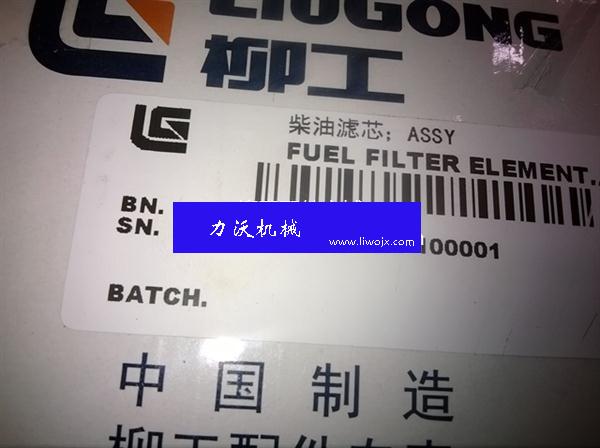 LIUGONG
柳工
LG
柴油滤芯；ASSY
FUEL FILTER ELEMENT..
BN.
SN.
力沃机械
www.liwojx.com
100001
BATCH.
中国制造